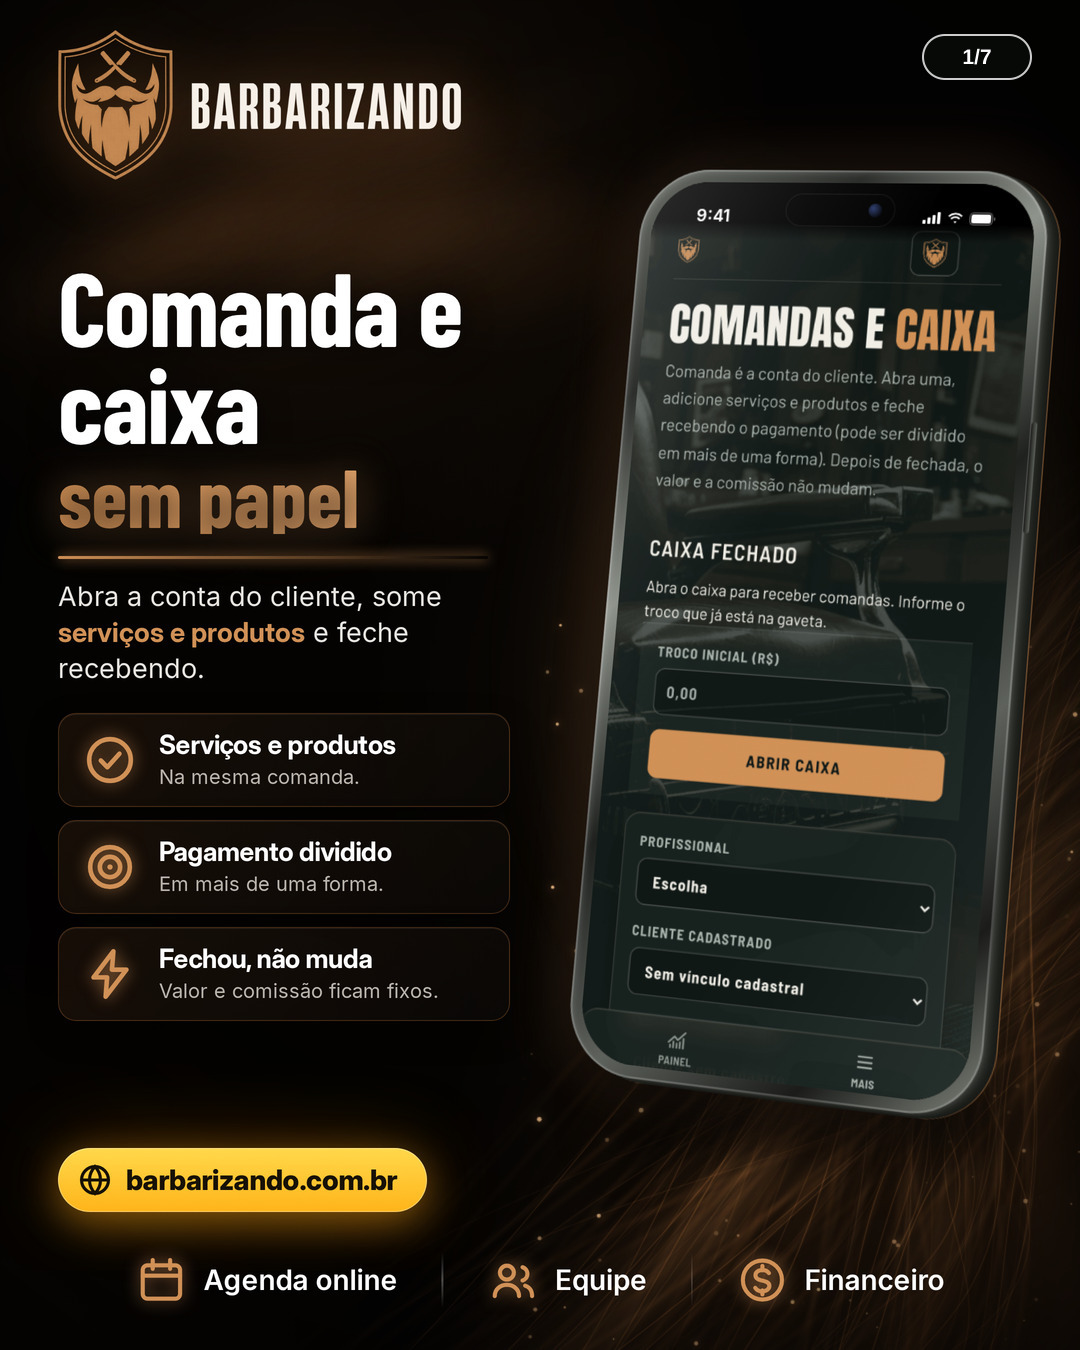 BARBARIZANDO
1/7
Comanda e
caixa
sem papel
Abra a conta do cliente, some
serviços e produtos e feche
recebendo.
Serviços e produtos
Na mesma comanda.
Pagamento dividido
Em mais de uma forma.
Fechou, não muda
Valor e comissão ficam fixos.
9:41
COMANDAS E CAIXA
Comanda é a conta do cliente. Abra uma,
adicione serviços e produtos e feche
recebendo o pagamento (pode ser dividido
em mais de uma forma). Depois de fechada, o
valor e a comissão não mudam.
CAIXA FECHADO
Abra o caixa para receber comandas. Informe o
troco que já está na gaveta.
TROCO INICIAL (R$)
0,00
ABRIR CAIXA
PROFISSIONAL
Escolha
CLIENTE CADASTRADO
Sem vínculo cadastral
PAINEL
MAIS
barbarizando.com.br
Agenda online
Equipe
Financeiro